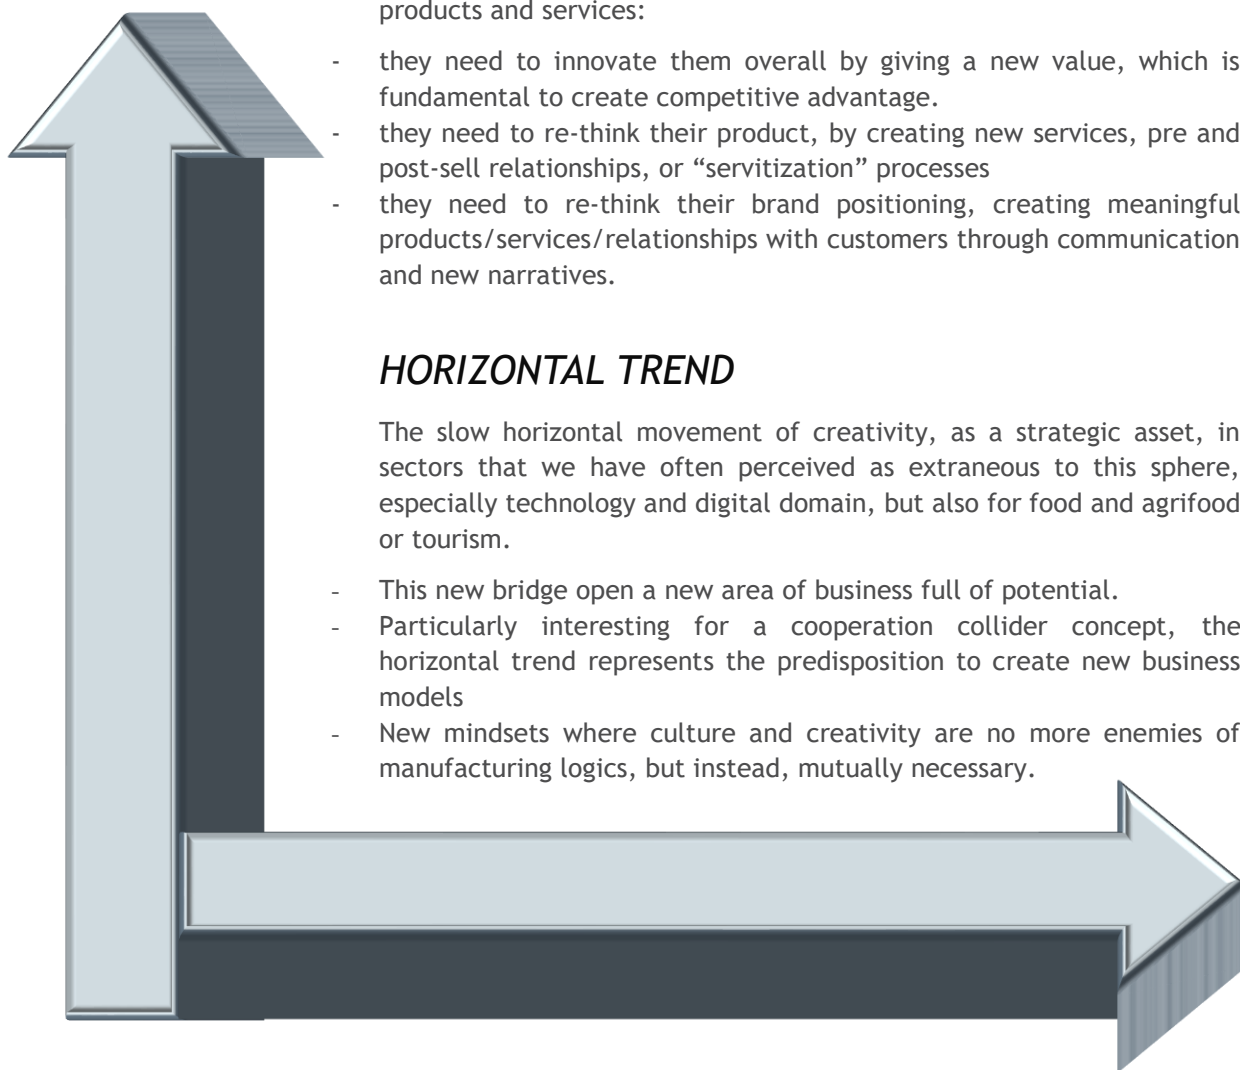 products and services:
- they need to innovate them overall by giving a new value, which is
fundamental to create competitive advantage.
- they need to re-think their product, by creating new services, pre and
post-sell relationships, or “servitization” processes
- they need to re-think their brand positioning, creating meaningful
products/services/relationships with customers through communication
and new narratives.
HORIZONTAL TREND
The slow horizontal movement of creativity, as a strategic asset, in
sectors that we have often perceived as extraneous to this sphere,
especially technology and digital domain, but also for food and agrifood
or tourism.
- This new bridge open a new area of business full of potential.
- Particularly interesting for a cooperation collider concept, the
horizontal trend represents the predisposition to create new business
models
- New mindsets where culture and creativity are no more enemies of
manufacturing logics, but instead, mutually necessary.